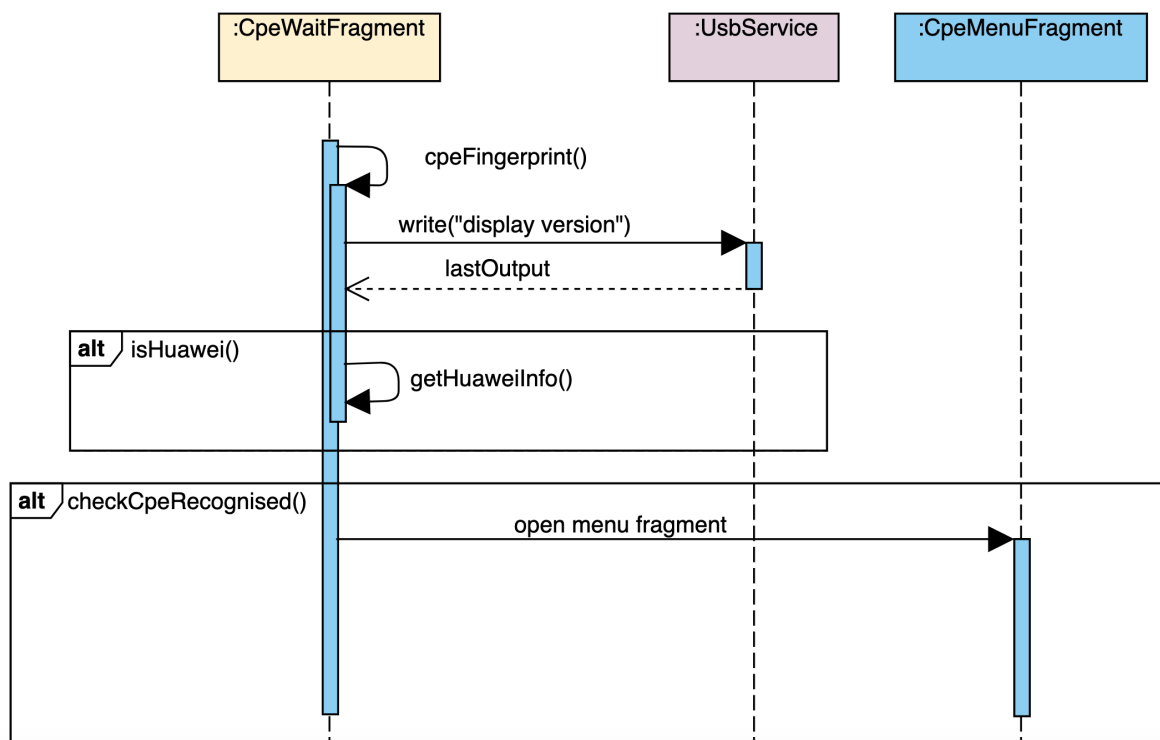 :CpeWaitFragment
:UsbService
:CpeMenuFragment
cpeFingerprint()
write("display version")
lastOutput
alt isHuawei()
getHuaweiInfo()
alt checkCpeRecognised()
open menu fragment